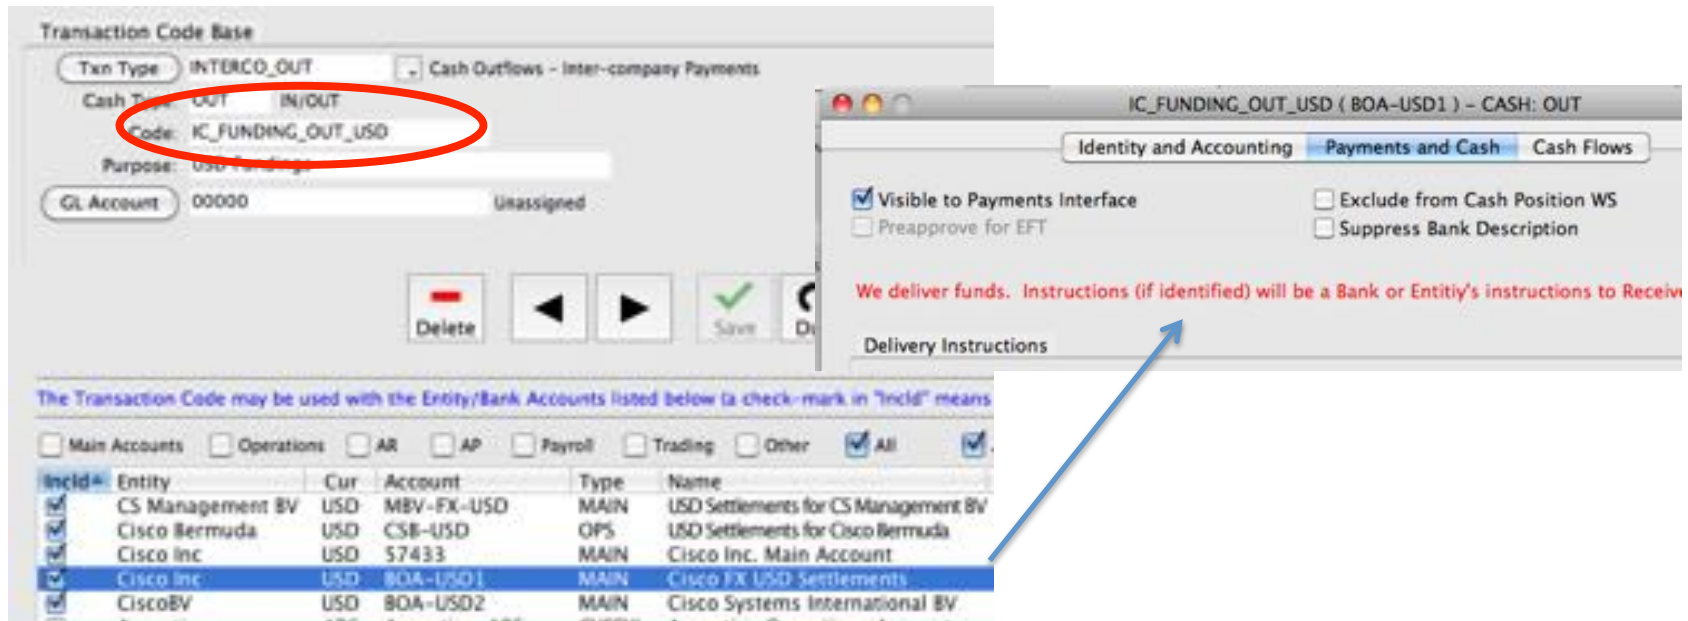 Transaction Code Base
Txn Type INTERCO_OUT Cash Outflows - Inter-company Payments
Cash Type OUT IN/OUT
Code: IC_FUNDING_OUT_USD
Purpose: USD Fundings
GL Account 00000 Unassigned
Delete Save
The Transaction Code may be used with the Entity/Bank Accounts listed below (a check-mark in "Incld" means
Main Accounts Operations AR AP Payroll Trading Other All
Incld Entity Cur Account Type Name
CS Management BV USD MBV-FX-USD MAIN USD Settlements for CS Management BV
Cisco Bermuda USD CSB-USD OPS USD Settlements for Cisco Bermuda
Cisco Inc USD 57433 MAIN Cisco Inc. Main Account
Cisco Inc USD BOA-USD1 MAIN Cisco FX USD Settlements
CiscoBV USD BOA-USD2 MAIN Cisco Systems International BV
IC_FUNDING_OUT_USD ( BOA-USD1 ) - CASH: OUT
Identity and Accounting Payments and Cash Cash Flows
Visible to Payments Interface Exclude from Cash Position WS
Preapprove for EFT Suppress Bank Description
We deliver funds. Instructions (if identified) will be a Bank or Entitiy's instructions to Receive
Delivery Instructions